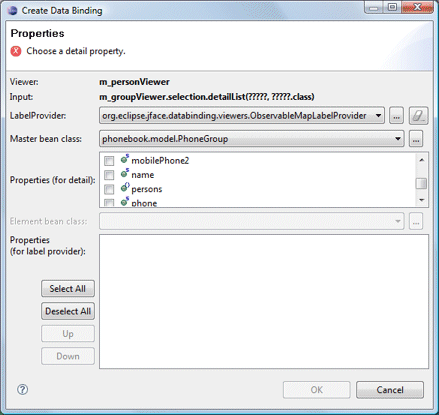 Create Data Binding
Properties
Choose a detail property.
Viewer: m_personViewer
Input: m_groupViewer.selection.detailList(?????, ?????.class)
LabelProvider: org.eclipse.jface.databinding.viewers.ObservableMapLabelProvider ...
Master bean class: phonebook.model.PhoneGroup ...
Properties (for detail):
mobilePhone2
name
persons
phone
Element bean class: ...
Properties
(for label provider)
Select All
Deselect All
Up
Down
OK Cancel